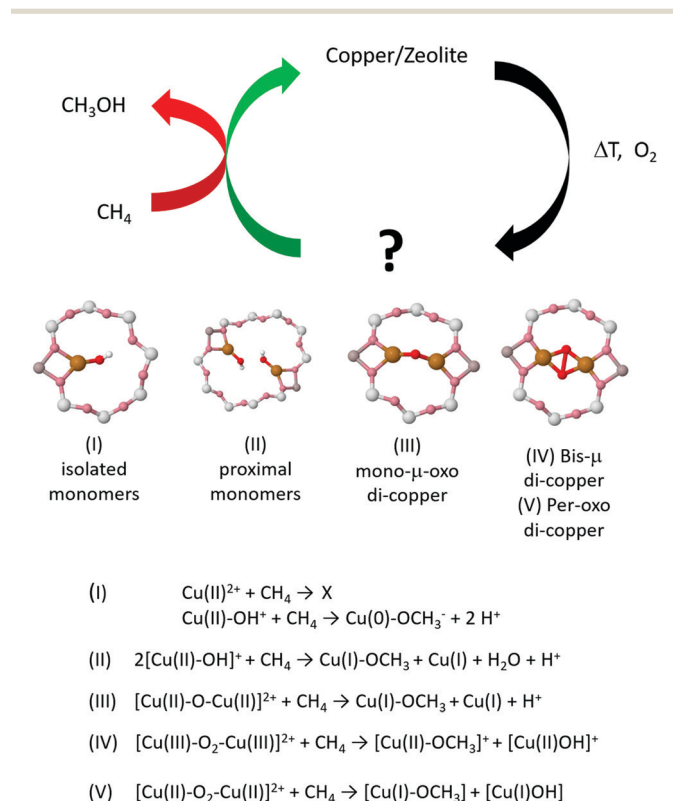 Copper/Zeolite
CH₃OH
ΔT, O₂
CH₄
?
(I)
isolated
monomers
(II)
proximal
monomers
(III)
mono-μ-oxo
di-copper
(IV) Bis-μ
di-copper
(V) Per-oxo
di-copper
(I) Cu(II)²⁺ + CH₄ → X
Cu(II)-OH⁺ + CH₄ → Cu(0)-OCH₃⁻ + 2 H⁺
(II) 2[Cu(II)-OH]⁺ + CH₄ → Cu(I)-OCH₃ + Cu(I) + H₂O + H⁺
(III) [Cu(II)-O-Cu(II)]²⁺ + CH₄ → Cu(I)-OCH₃ + Cu(I) + H⁺
(IV) [Cu(III)-O₂-Cu(III)]²⁺ + CH₄ → [Cu(II)-OCH₃]⁺ + [Cu(II)OH]⁺
(V) [Cu(II)-O₂-Cu(II)]²⁺ + CH₄ → [Cu(I)-OCH₃] + [Cu(I)OH]